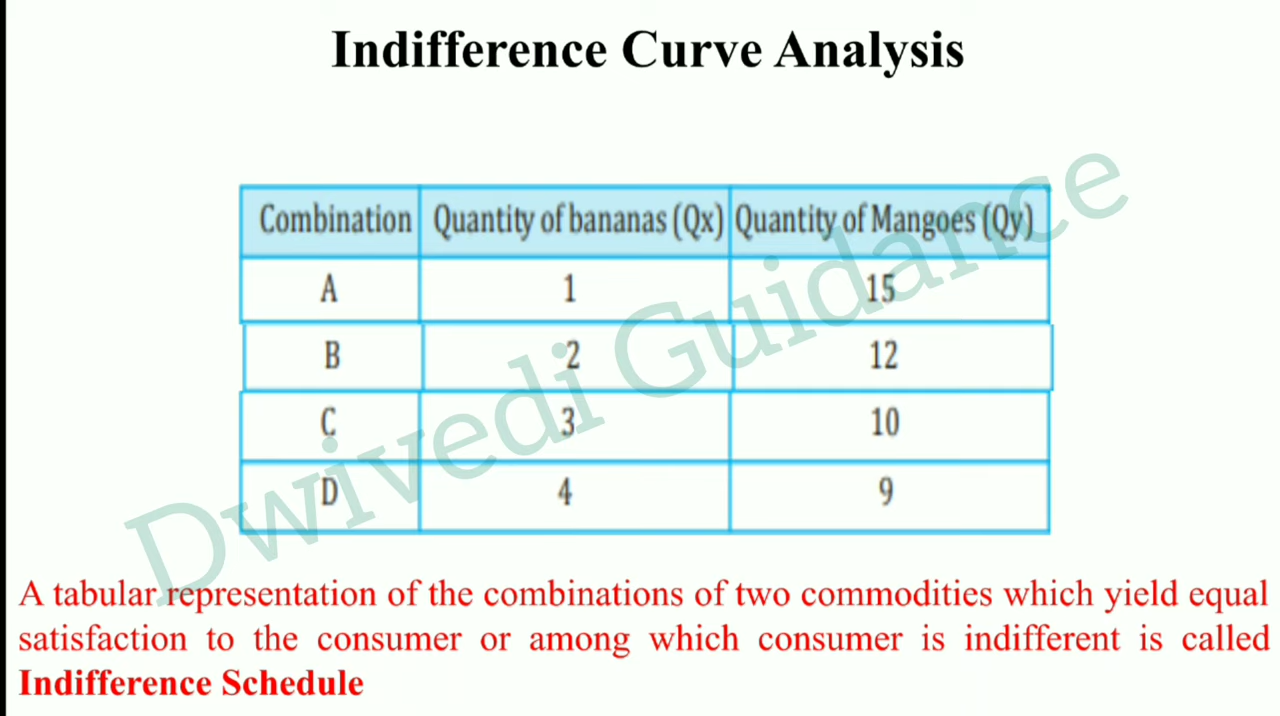 Indifference Curve Analysis
Combination Quantity of bananas (Qx) Quantity of Mangoes (Qy)
A 1 15
B 2 12
C 3 10
D 4 9
Dwivedi Guidance
A tabular representation of the combinations of two commodities which yield equal
satisfaction to the consumer or among which consumer is indifferent is called
Indifference Schedule